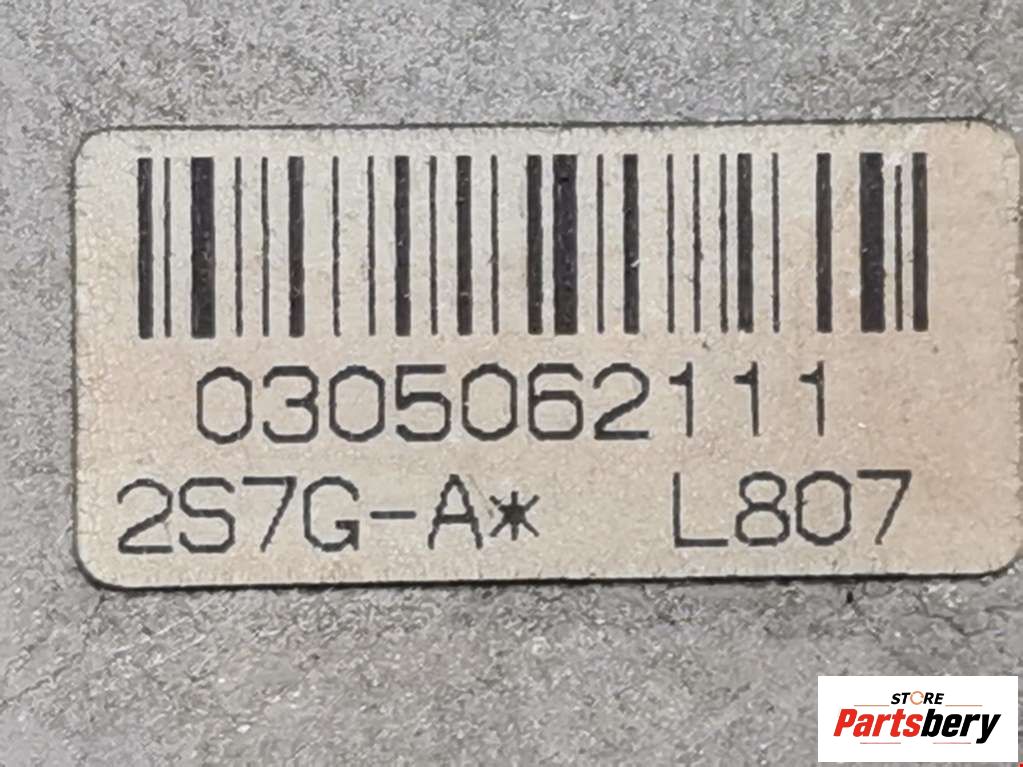 0305062111
2S7G-A* L807
STORE
Partsbery